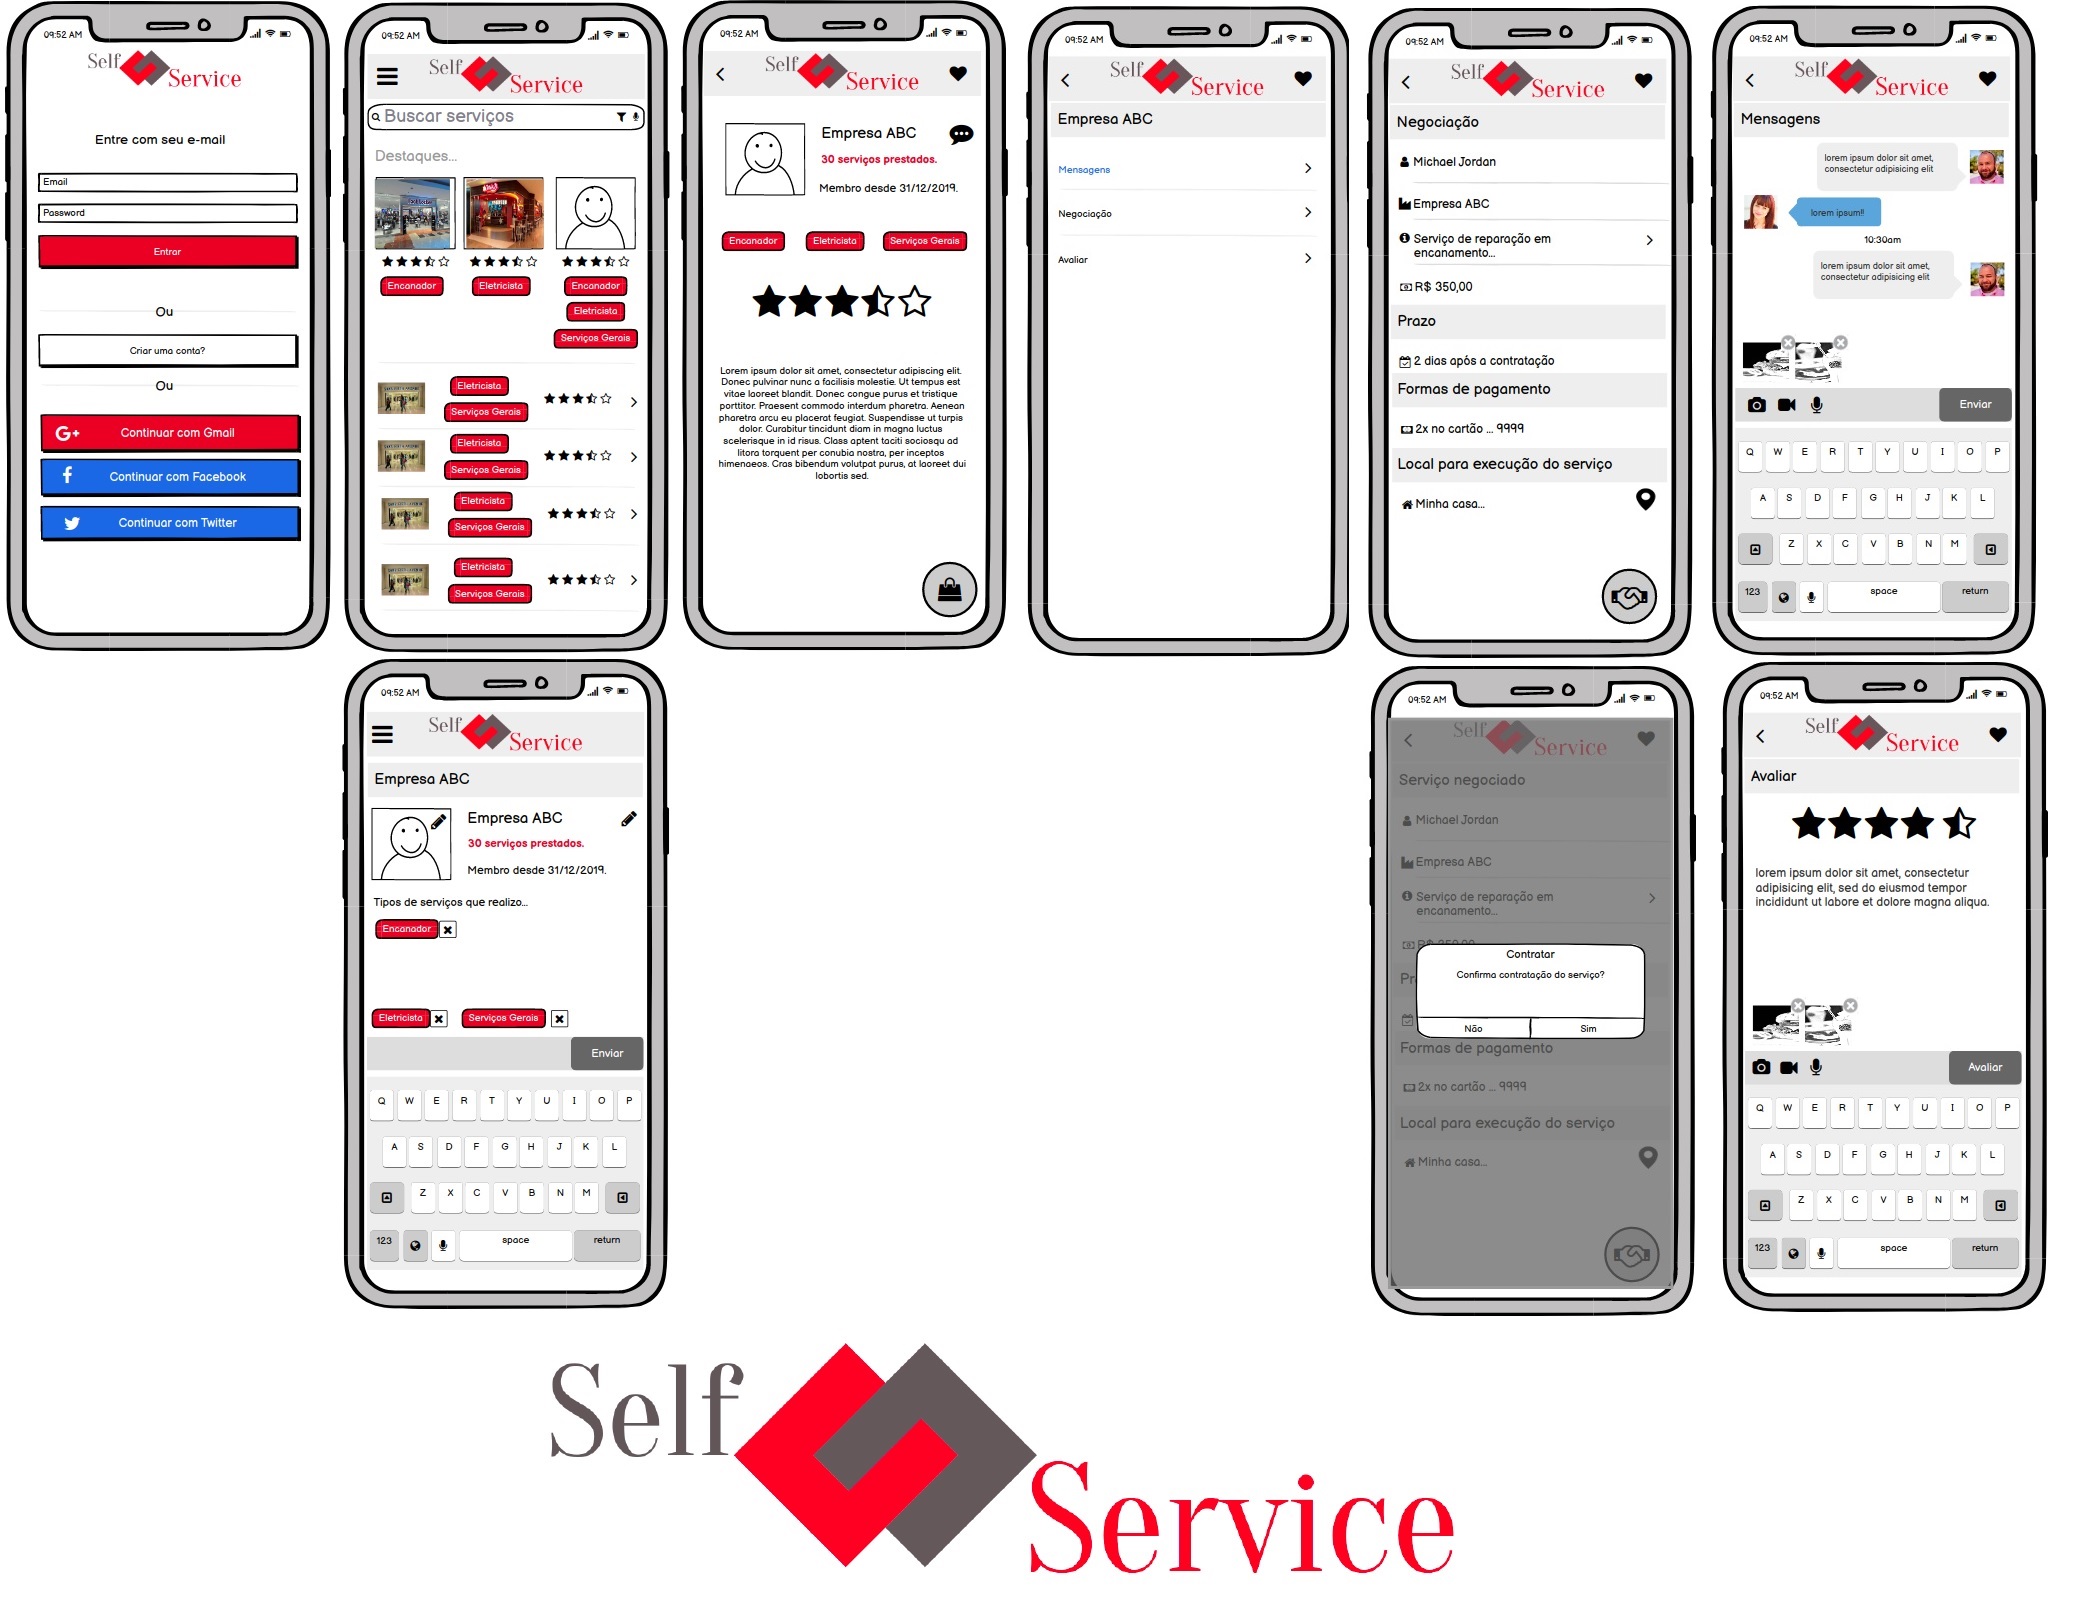 09:52 AM
Self Service
Entre com seu e-mail
Email
Password
Entrar
Ou
Criar uma conta?
Ou
G+ Continuar com Gmail
Continuar com Facebook
Continuar com Twitter
09:52 AM
Self Service
Buscar serviços
Destaques...
Encanador
Eletricista
Encanador
Eletricista
Serviços Gerais
Eletricista
Serviços Gerais
Eletricista
Serviços Gerais
Eletricista
Serviços Gerais
Eletricista
Serviços Gerais
09:52 AM
Self Service
Empresa ABC
30 serviços prestados.
Membro desde 31/12/2019.
Encanador
Eletricista
Serviços Gerais
Lorem ipsum dolor sit amet, consectetur adipiscing elit.
Donec pulvinar nunc a facilisis molestie. Ut tempus est
vitae laoreet blandit. Donec congue purus et tristique
porttitor. Praesent commodo interdum pharetra. Aenean
pharetra arcu eu placerat feugiat. Suspendisse ut turpis
dolor. Curabitur tincidunt diam in magna luctus
scelerisque in id risus. Class aptent taciti sociosqu ad
litora torquent per conubia nostra, per inceptos
himenaeos. Cras bibendum volutpat purus, at laoreet dui
lobortis sed.
09:52 AM
Self Service
Empresa ABC
Mensagens
Negociação
Avaliar
09:52 AM
Self Service
Negociação
Michael Jordan
Empresa ABC
Serviço de reparação em
encanamento...
R$ 350,00
Prazo
2 dias após a contratação
Formas de pagamento
2x no cartão ... 9999
Local para execução do serviço
Minha casa...
09:52 AM
Self Service
Mensagens
lorem ipsum dolor sit amet,
consectetur adipisicing elit
lorem ipsum!!
10:30am
lorem ipsum dolor sit amet,
consectetur adipisicing elit
Enviar
Q W E R T Y U I O P
A S D F G H J K L
Z X C V B N M
123 space return
09:52 AM
Self Service
Empresa ABC
Empresa ABC
30 serviços prestados.
Membro desde 31/12/2019.
Tipos de serviços que realizo...
Encanador
Eletricista
Serviços Gerais
Enviar
Q W E R T Y U I O P
A S D F G H J K L
Z X C V B N M
123 space return
09:52 AM
Self Service
Serviço negociado
Michael Jordan
Empresa ABC
Serviço de reparação em
encanamento...
R$ 350,00
Contratar
Confirma contratação do serviço?
Não Sim
Formas de pagamento
2x no cartão ... 9999
Local para execução do serviço
Minha casa...
09:52 AM
Self Service
Avaliar
lorem ipsum dolor sit amet, consectetur
adipisicing elit, sed do eiusmod tempor
incididunt ut labore et dolore magna aliqua.
Avaliar
Q W E R T Y U I O P
A S D F G H J K L
Z X C V B N M
123 space return
Self
Service